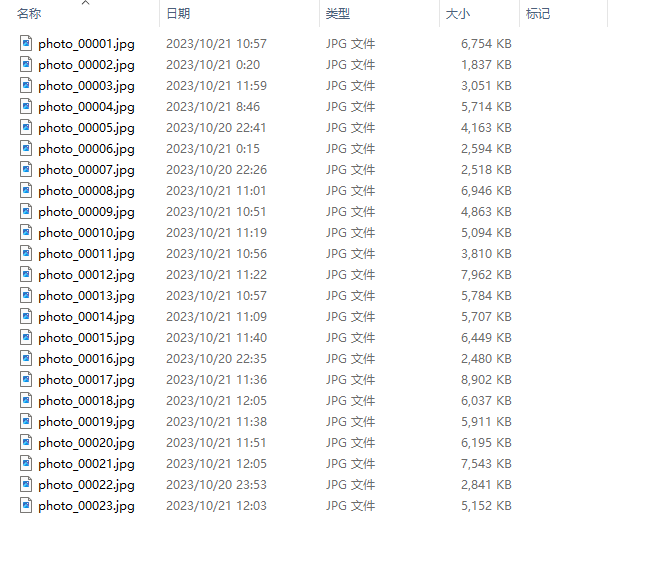 名称 日期 类型 大小 标记
photo_00001.jpg 2023/10/21 10:57 JPG 文件 6,754 KB
photo_00002.jpg 2023/10/21 0:20 JPG 文件 1,837 KB
photo_00003.jpg 2023/10/21 11:59 JPG 文件 3,051 KB
photo_00004.jpg 2023/10/21 8:46 JPG 文件 5,714 KB
photo_00005.jpg 2023/10/20 22:41 JPG 文件 4,163 KB
photo_00006.jpg 2023/10/21 0:15 JPG 文件 2,594 KB
photo_00007.jpg 2023/10/20 22:26 JPG 文件 2,518 KB
photo_00008.jpg 2023/10/21 11:01 JPG 文件 6,946 KB
photo_00009.jpg 2023/10/21 10:51 JPG 文件 4,863 KB
photo_00010.jpg 2023/10/21 11:19 JPG 文件 5,094 KB
photo_00011.jpg 2023/10/21 10:56 JPG 文件 3,810 KB
photo_00012.jpg 2023/10/21 11:22 JPG 文件 7,962 KB
photo_00013.jpg 2023/10/21 10:57 JPG 文件 5,784 KB
photo_00014.jpg 2023/10/21 11:09 JPG 文件 5,707 KB
photo_00015.jpg 2023/10/21 11:40 JPG 文件 6,449 KB
photo_00016.jpg 2023/10/20 22:35 JPG 文件 2,480 KB
photo_00017.jpg 2023/10/21 11:36 JPG 文件 8,902 KB
photo_00018.jpg 2023/10/21 12:05 JPG 文件 6,037 KB
photo_00019.jpg 2023/10/21 11:38 JPG 文件 5,911 KB
photo_00020.jpg 2023/10/21 11:51 JPG 文件 6,195 KB
photo_00021.jpg 2023/10/21 12:05 JPG 文件 7,543 KB
photo_00022.jpg 2023/10/20 23:53 JPG 文件 2,841 KB
photo_00023.jpg 2023/10/21 12:03 JPG 文件 5,152 KB